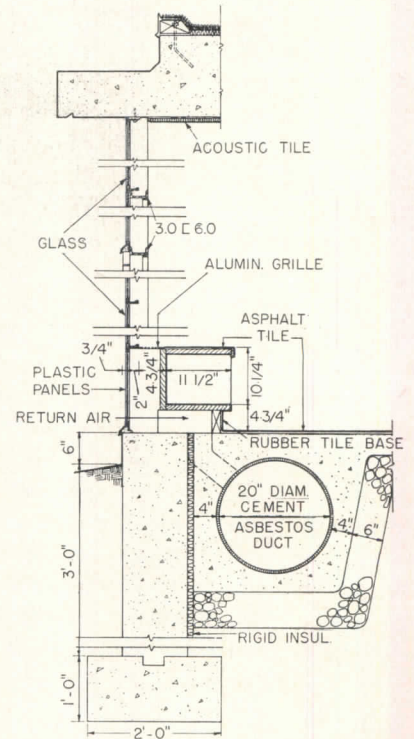 ACOUSTIC TILE
3.0 [ 6.0
GLASS
ALUMIN. GRILLE
ASPHALT
TILE
3/4"
PLASTIC
PANELS
2"
4 3/4"
11 1/2"
10 1/4"
RETURN AIR
4 3/4"
RUBBER TILE BASE
6"
20" DIAM.
CEMENT
ASBESTOS
DUCT
4"
4"
6"
3'-0"
RIGID INSUL.
1'-0"
2'-0"